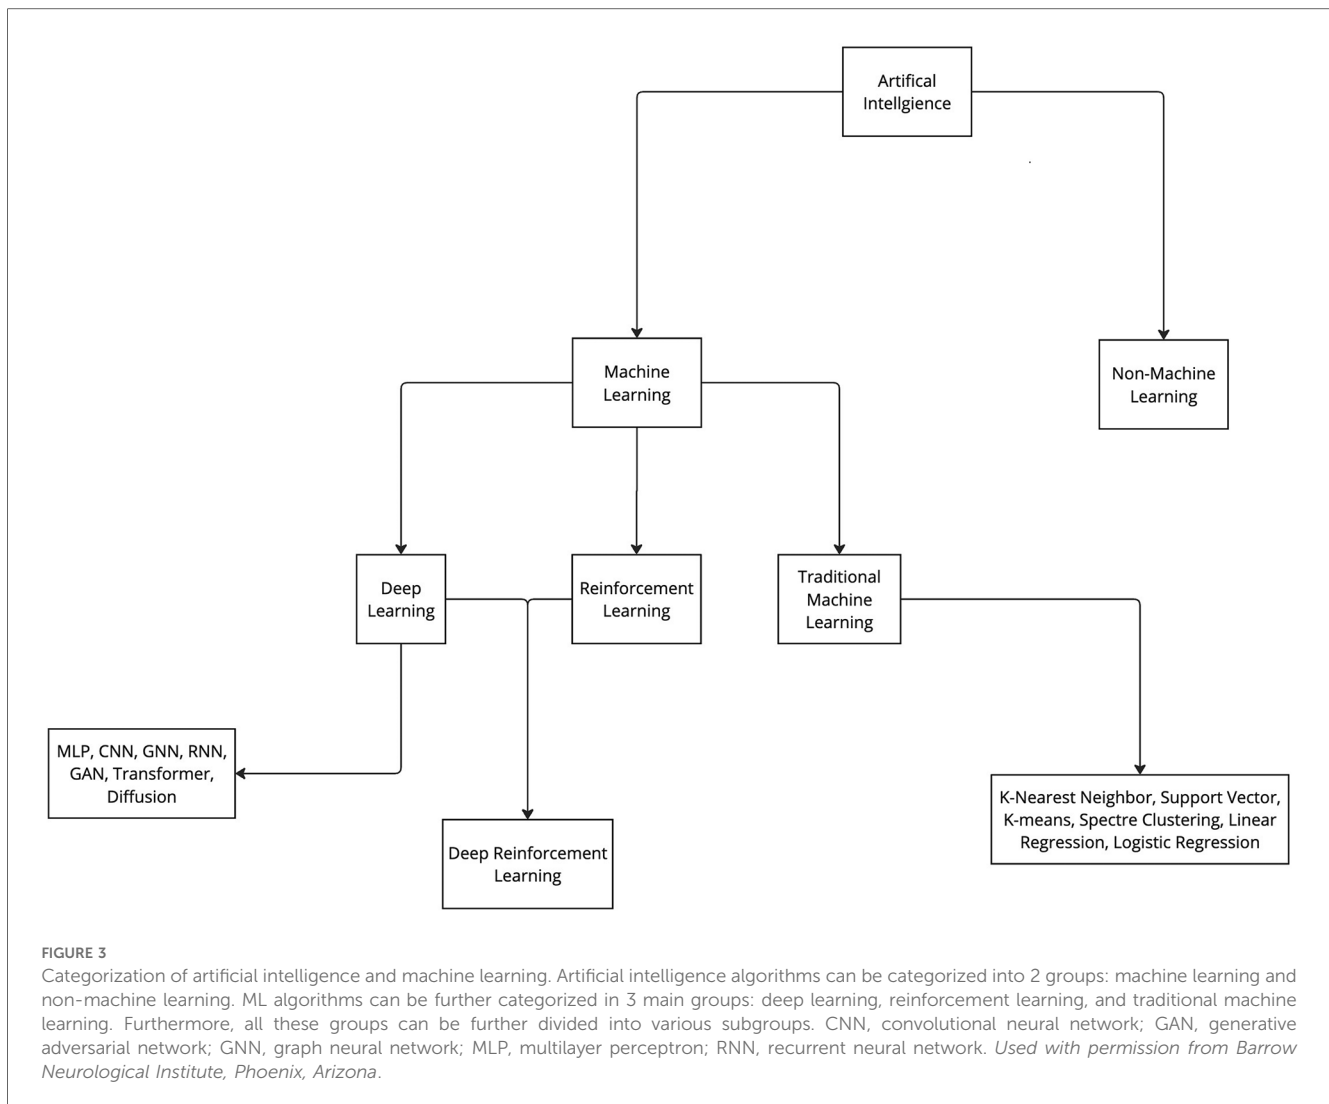 Artifical
Intellgience
Machine
Learning
Non-Machine
Learning
Deep
Learning
Reinforcement
Learning
Traditional
Machine
Learning
MLP, CNN, GNN, RNN,
GAN, Transformer,
Diffusion
K-Nearest Neighbor, Support Vector,
K-means, Spectre Clustering, Linear
Regression, Logistic Regression
Deep Reinforcement
Learning
FIGURE 3
Categorization of artificial intelligence and machine learning. Artificial intelligence algorithms can be categorized into 2 groups: machine learning and
non-machine learning. ML algorithms can be further categorized in 3 main groups: deep learning, reinforcement learning, and traditional machine
learning. Furthermore, all these groups can be further divided into various subgroups. CNN, convolutional neural network; GAN, generative
adversarial network; GNN, graph neural network; MLP, multilayer perceptron; RNN, recurrent neural network. Used with permission from Barrow
Neurological Institute, Phoenix, Arizona.